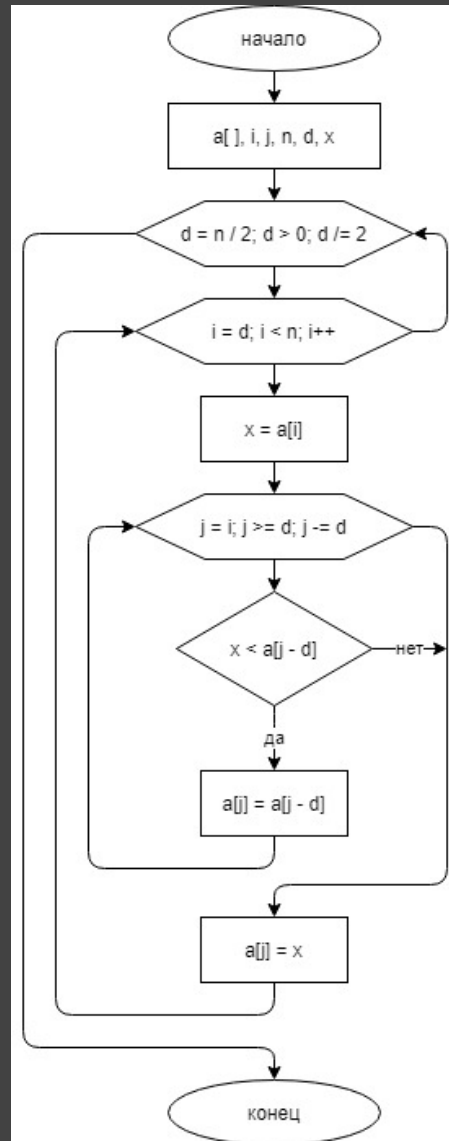 начало
a[ ], i, j, n, d, x
d = n / 2; d > 0; d /= 2
i = d; i < n; i++
x = a[i]
j = i; j >= d; j -= d
x < a[j - d]
нет
да
a[j] = a[j - d]
a[j] = x
конец